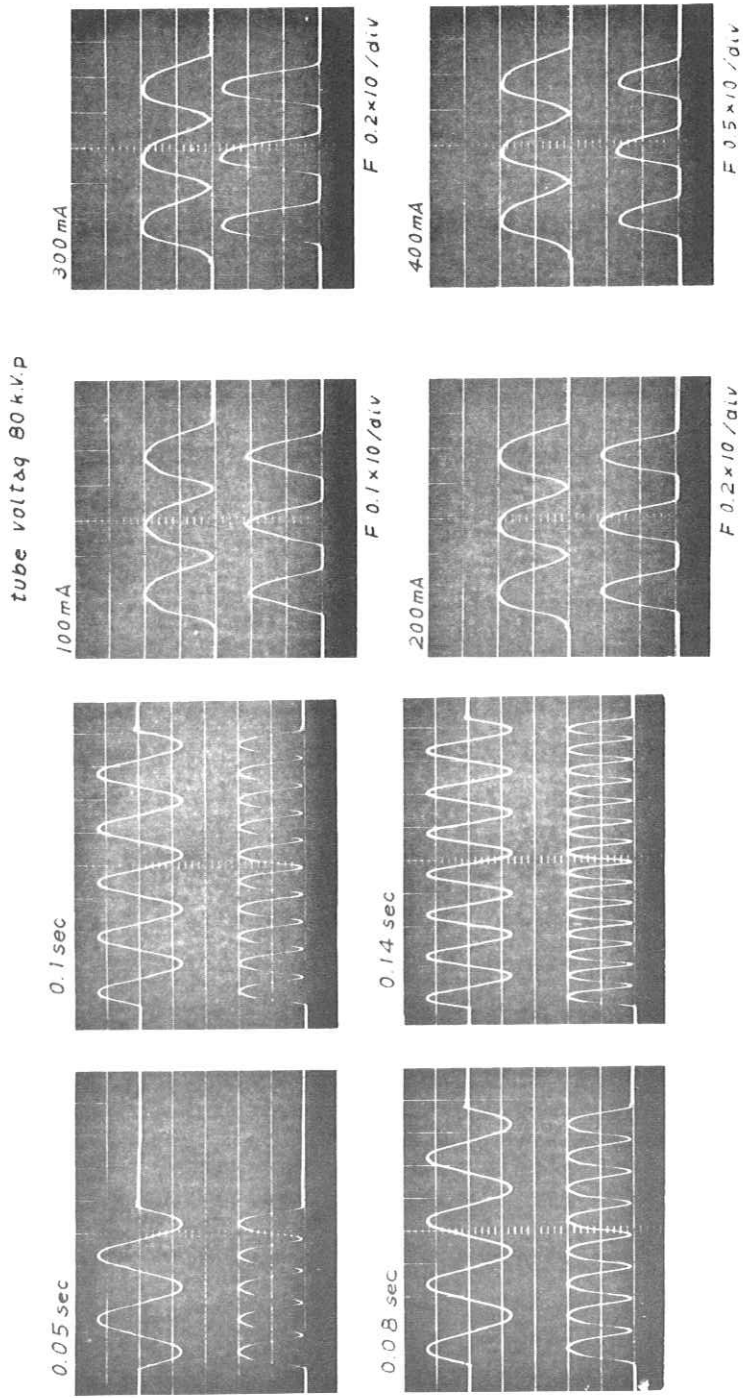 tube voltag 80 k.V.p
0.05 sec
0.1 sec
100mA
300mA
F 0.1×10/div
F 0.2×10/div
0.08 sec
0.14 sec
200mA
400mA
F 0.2×10/div
F 0.5×10/div